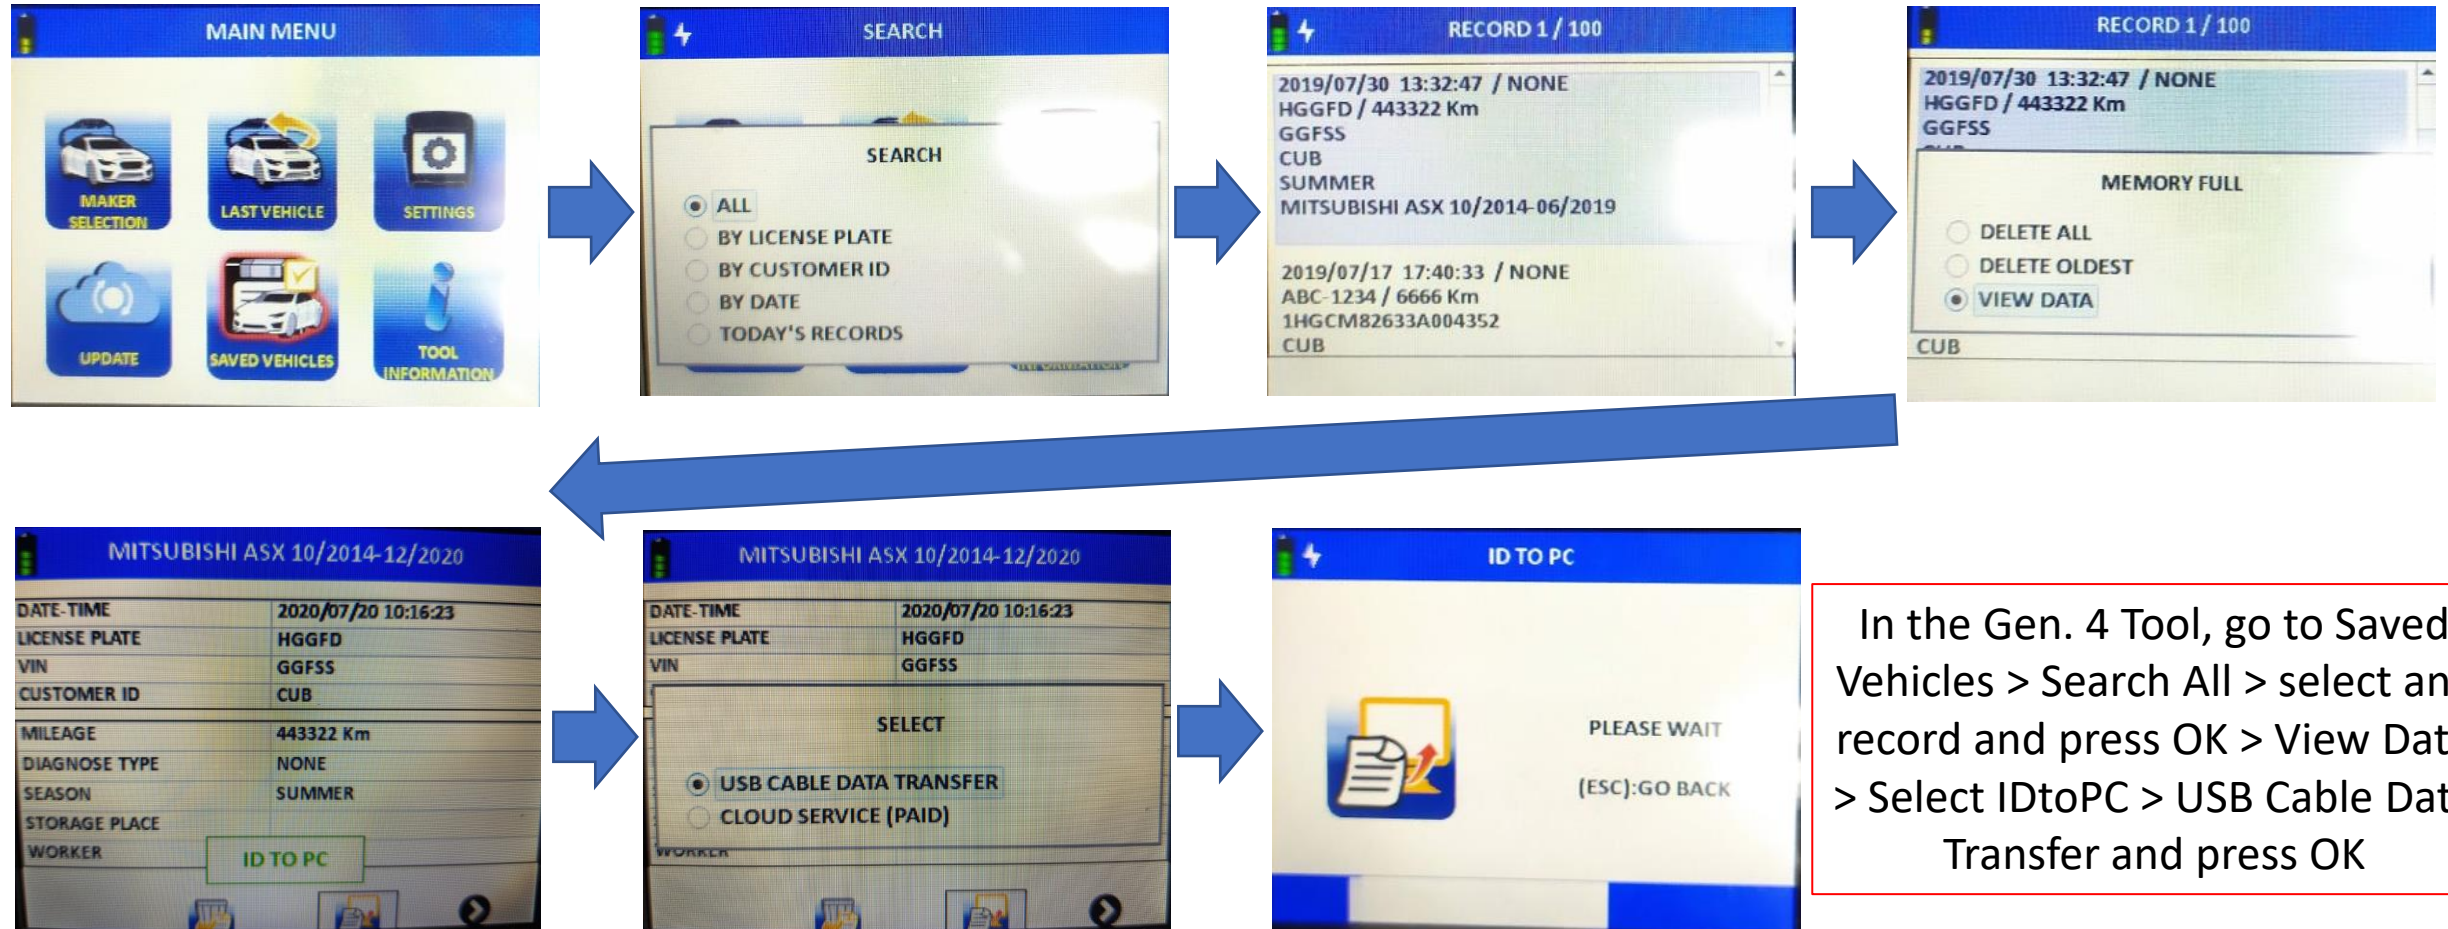 MAIN MENU
MAKER
SELECTION
LAST VEHICLE
SETTINGS
UPDATE
SAVED VEHICLES
TOOL
INFORMATION
SEARCH
SEARCH
ALL
BY LICENSE PLATE
BY CUSTOMER ID
BY DATE
TODAY'S RECORDS
INFORMATION
RECORD 1 / 100
2019/07/30 13:32:47 / NONE
HGGFD / 443322 Km
GGFSS
CUB
SUMMER
MITSUBISHI ASX 10/2014-06/2019
2019/07/17 17:40:33 / NONE
ABC-1234 / 6666 Km
1HGCM82633A004352
CUB
RECORD 1 / 100
2019/07/30 13:32:47 / NONE
HGGFD / 443322 Km
GGFSS
MEMORY FULL
DELETE ALL
DELETE OLDEST
VIEW DATA
CUB
MITSUBISHI ASX 10/2014-12/2020
DATE-TIME 2020/07/20 10:16:23
LICENSE PLATE HGGFD
VIN GGFSS
CUSTOMER ID CUB
MILEAGE 443322 Km
DIAGNOSE TYPE NONE
SEASON SUMMER
STORAGE PLACE
WORKER
ID TO PC
MITSUBISHI ASX 10/2014-12/2020
DATE-TIME 2020/07/20 10:16:23
LICENSE PLATE HGGFD
VIN GGFSS
SELECT
USB CABLE DATA TRANSFER
CLOUD SERVICE (PAID)
WORKER
ID TO PC
PLEASE WAIT
(ESC):GO BACK
In the Gen. 4 Tool, go to Saved
Vehicles > Search All > select an
record and press OK > View Dat
> Select IDtoPC > USB Cable Dat
Transfer and press OK